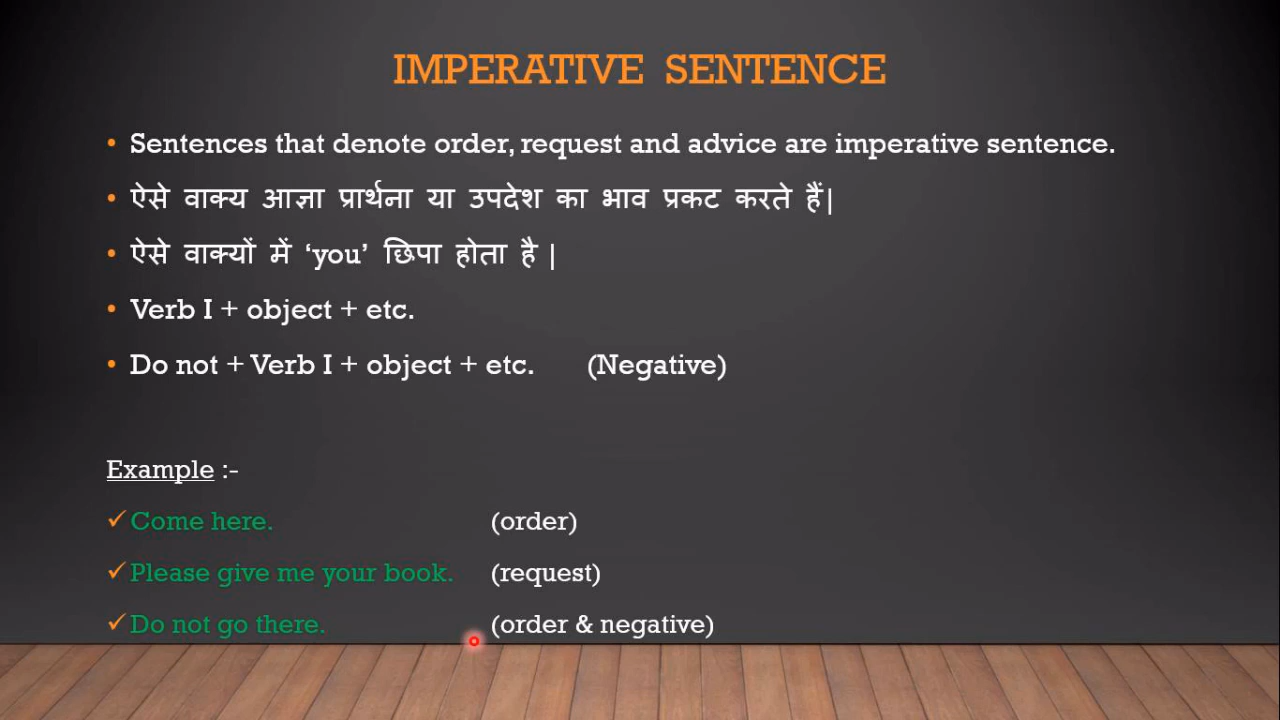 IMPERATIVE SENTENCE
• Sentences that denote order, request and advice are imperative sentence.
• ऐसे वाक्य आज्ञा प्रार्थना या उपदेश का भाव प्रकट करते हैं|
• ऐसे वाक्यों में ‘you’ छिपा होता है |
• Verb I + object + etc.
• Do not + Verb I + object + etc. (Negative)
Example :-
✓ Come here. (order)
✓ Please give me your book. (request)
✓ Do not go there. (order & negative)